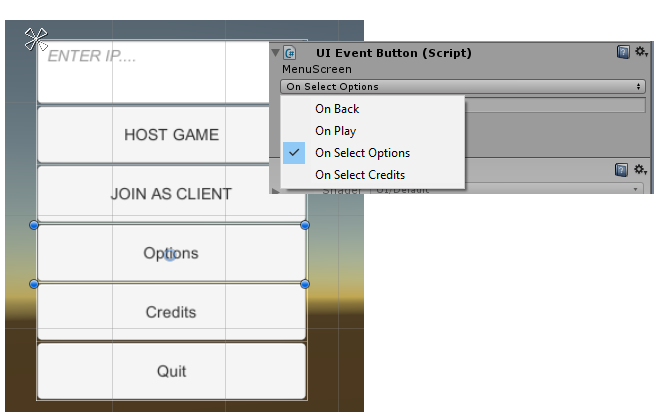 ENTER IP....
HOST GAME
JOIN AS CLIENT
Options
Credits
Quit
UI Event Button (Script)
MenuScreen
On Select Options
On Back
On Play
On Select Options
On Select Credits
Shader
UI/Default